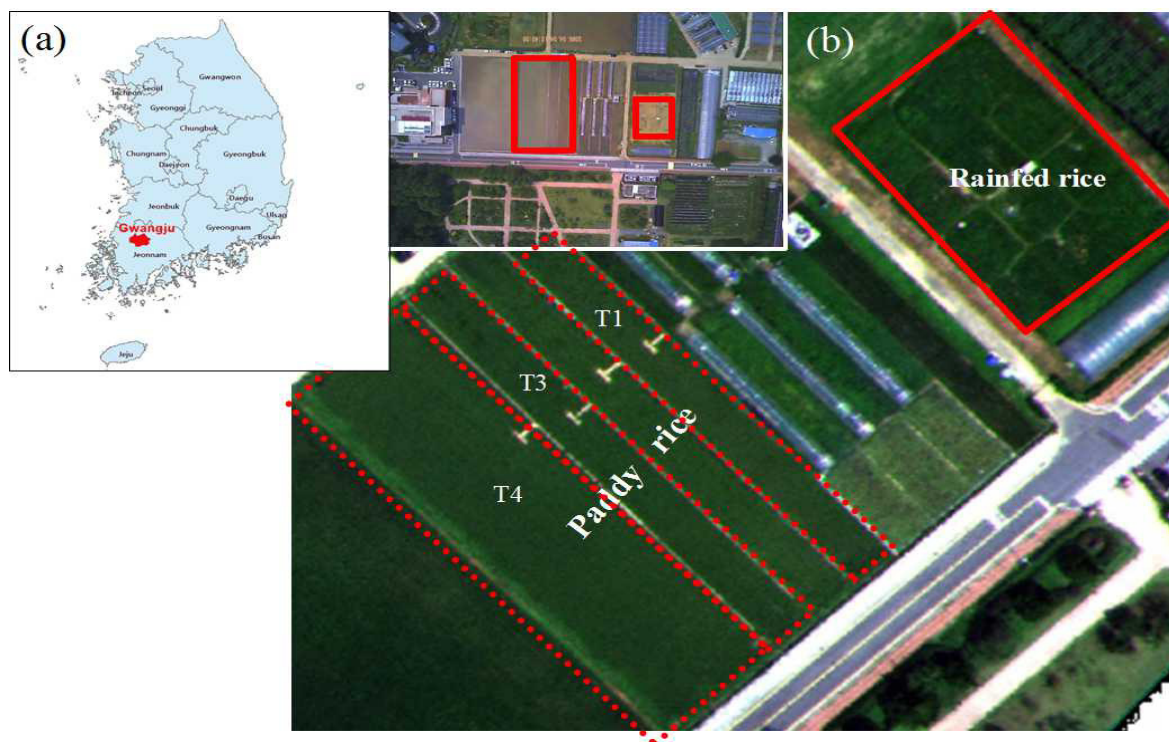 (a)
Gwangwon
Seoul
Incheon
Gyeonggi
Chungbuk
Chungnam
Daejeon
Gyeongbuk
Daegu
Jeonbuk
Ulsan
Gyeongnam
Busan
Gwangju
Jeonnam
Jeju
(b)
Rainfed rice
T1
T3
T4
Paddy rice